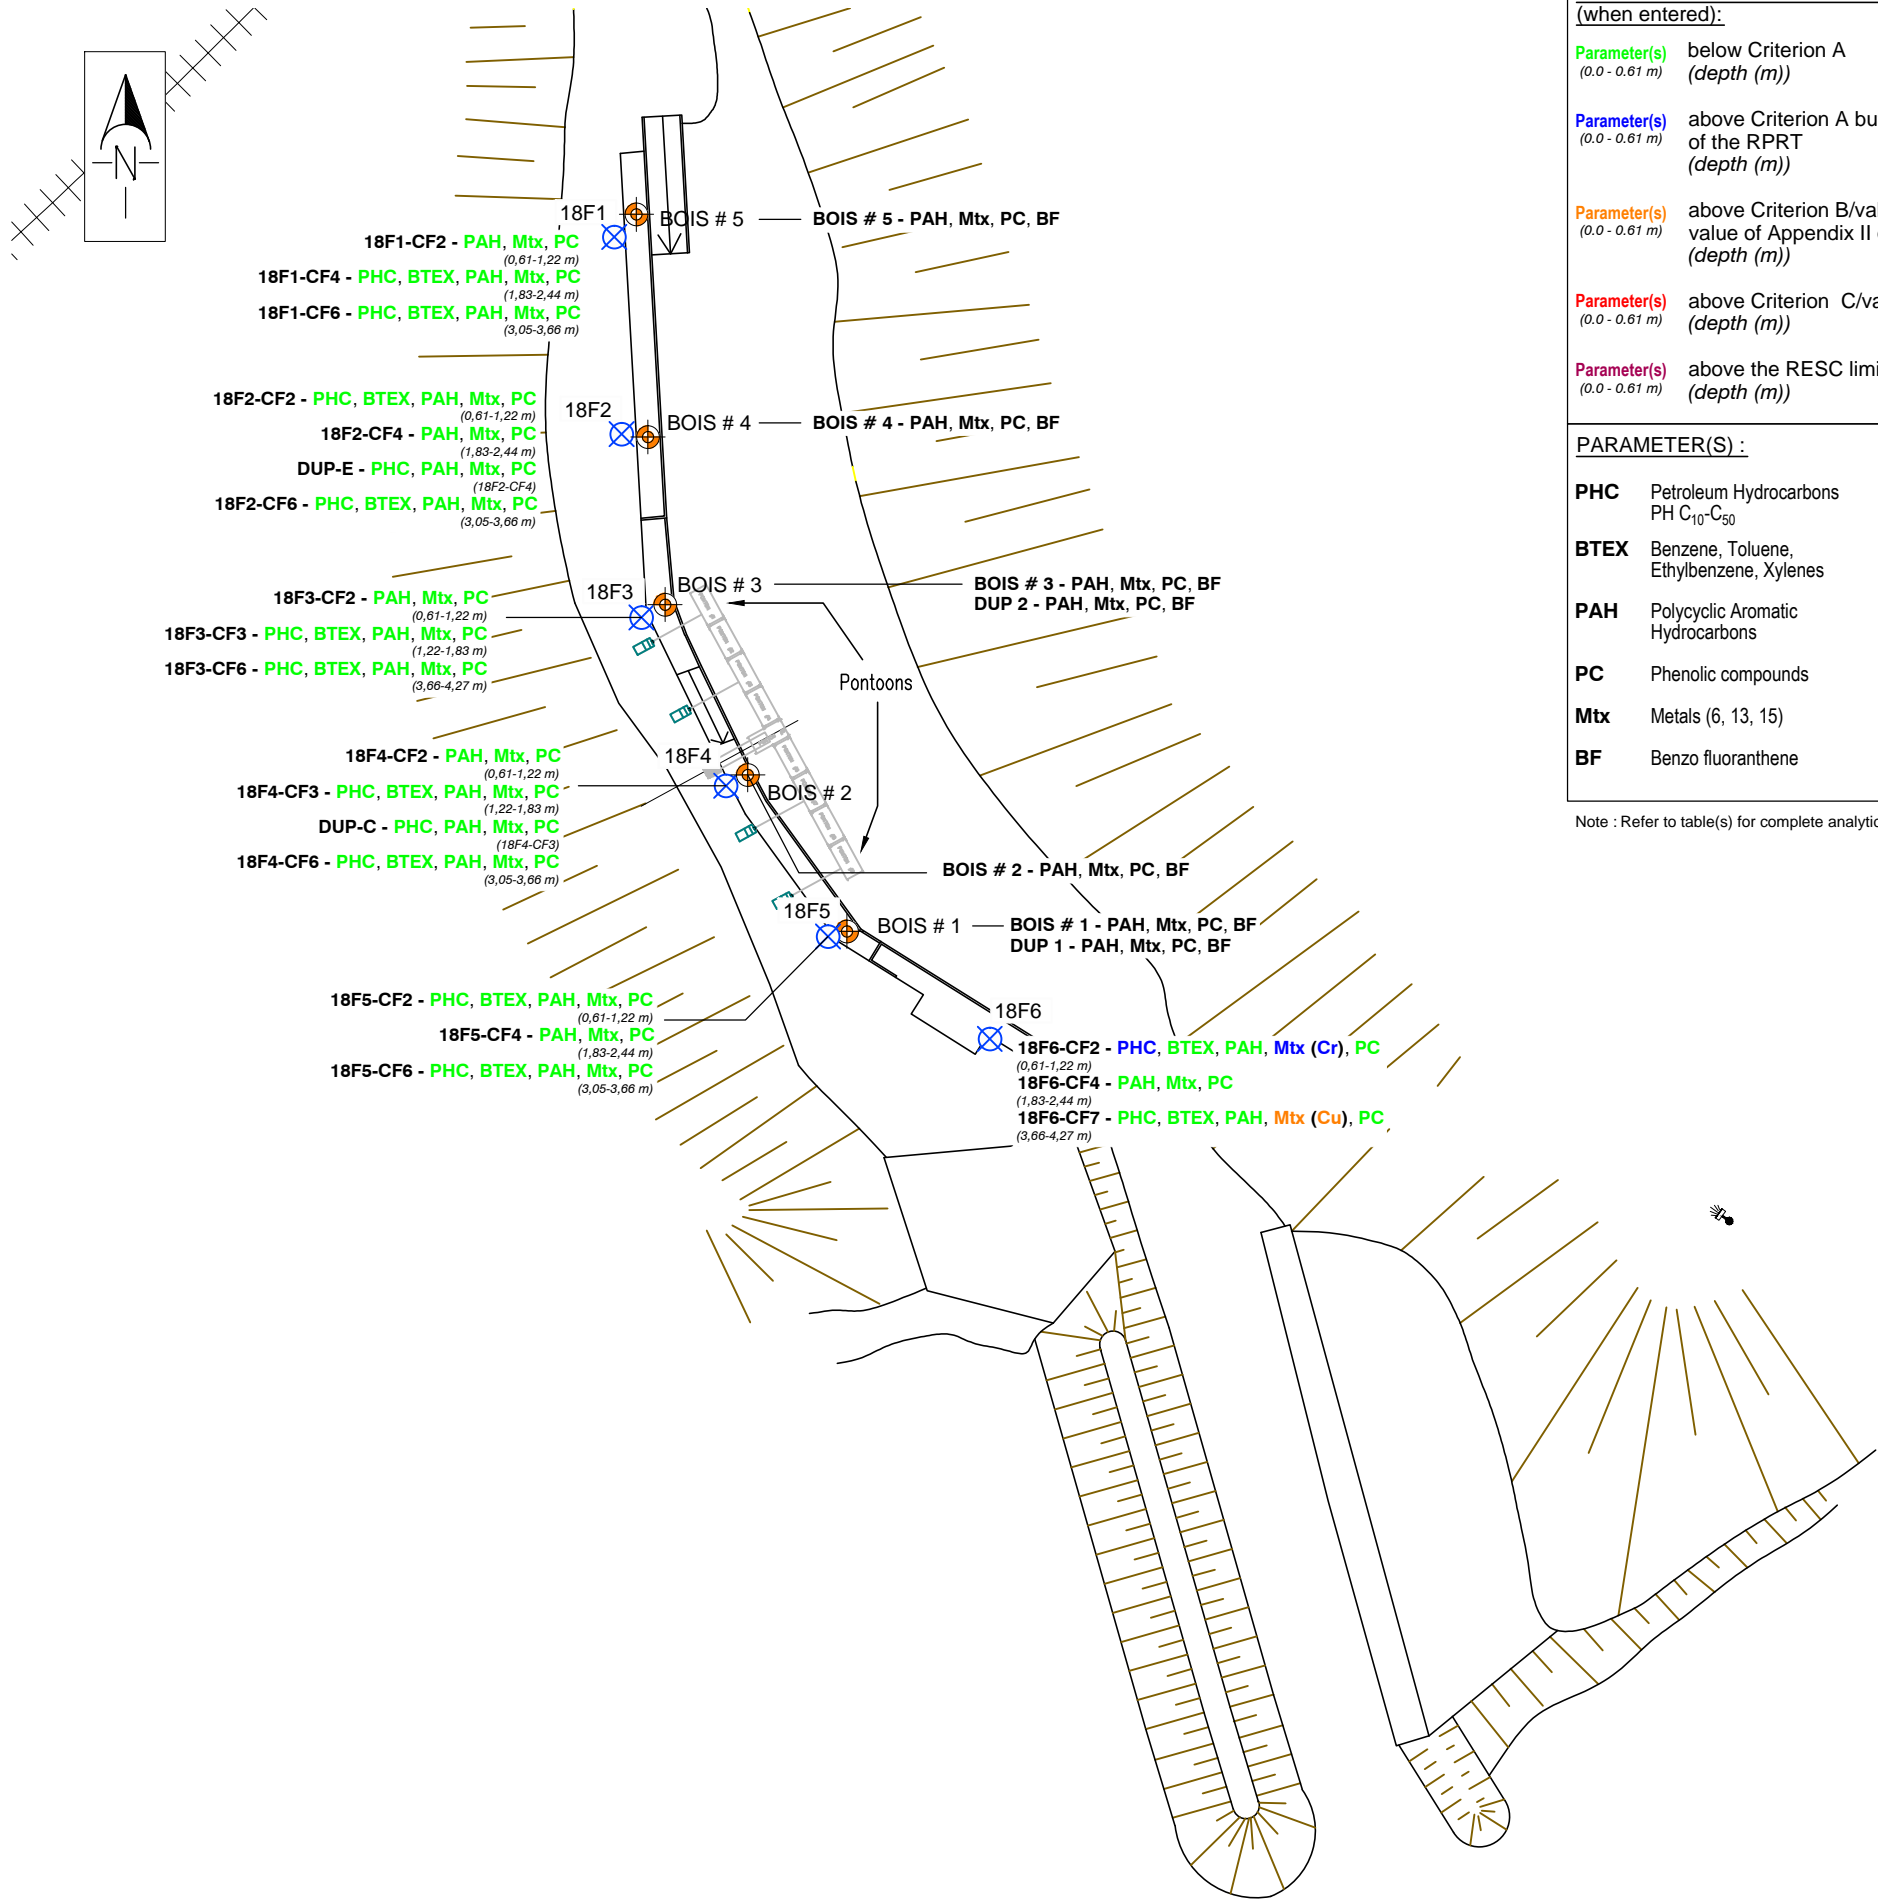 N
18F1
BOIS # 5
BOIS # 5 - PAH, Mtx, PC, BF
18F1-CF2 - PAH, Mtx, PC
(0,61-1,22 m)
18F1-CF4 - PHC, BTEX, PAH, Mtx, PC
(1,83-2,44 m)
18F1-CF6 - PHC, BTEX, PAH, Mtx, PC
(3,05-3,66 m)
18F2-CF2 - PHC, BTEX, PAH, Mtx, PC
(0,61-1,22 m)
18F2-CF4 - PAH, Mtx, PC
(1,83-2,44 m)
DUP-E - PHC, PAH, Mtx, PC
(18F2-CF4)
18F2-CF6 - PHC, BTEX, PAH, Mtx, PC
(3,05-3,66 m)
18F2
BOIS # 4
BOIS # 4 - PAH, Mtx, PC, BF
18F3
BOIS # 3
BOIS # 3 - PAH, Mtx, PC, BF
DUP 2 - PAH, Mtx, PC, BF
18F3-CF2 - PAH, Mtx, PC
(0,61-1,22 m)
18F3-CF3 - PHC, BTEX, PAH, Mtx, PC
(1,22-1,83 m)
18F3-CF6 - PHC, BTEX, PAH, Mtx, PC
(3,66-4,27 m)
Pontoons
18F4
BOIS # 2
BOIS # 2 - PAH, Mtx, PC, BF
18F4-CF2 - PAH, Mtx, PC
(0,61-1,22 m)
18F4-CF3 - PHC, BTEX, PAH, Mtx, PC
(1,22-1,83 m)
DUP-C - PHC, PAH, Mtx, PC
(18F4-CF3)
18F4-CF6 - PHC, BTEX, PAH, Mtx, PC
(3,05-3,66 m)
18F5
BOIS # 1
BOIS # 1 - PAH, Mtx, PC, BF
DUP 1 - PAH, Mtx, PC, BF
18F5-CF2 - PHC, BTEX, PAH, Mtx, PC
(0,61-1,22 m)
18F5-CF4 - PAH, Mtx, PC
(1,83-2,44 m)
18F5-CF6 - PHC, BTEX, PAH, Mtx, PC
(3,05-3,66 m)
18F6
18F6-CF2 - PHC, BTEX, PAH, Mtx (Cr), PC
(0,61-1,22 m)
18F6-CF4 - PAH, Mtx, PC
(1,83-2,44 m)
18F6-CF7 - PHC, BTEX, PAH, Mtx (Cu), PC
(3,66-4,27 m)
(when entered):
Parameter(s) below Criterion A
(0.0 - 0.61 m) (depth (m))
Parameter(s) above Criterion A bu
(0.0 - 0.61 m) of the RPRT
(depth (m))
Parameter(s) above Criterion B/va
(0.0 - 0.61 m) value of Appendix II
(depth (m))
Parameter(s) above Criterion C/va
(0.0 - 0.61 m) (depth (m))
Parameter(s) above the RESC limi
(0.0 - 0.61 m) (depth (m))
PARAMETER(S) :
PHC Petroleum Hydrocarbons
PH C10-C50
BTEX Benzene, Toluene,
Ethylbenzene, Xylenes
PAH Polycyclic Aromatic
Hydrocarbons
PC Phenolic compounds
Mtx Metals (6, 13, 15)
BF Benzo fluoranthene
Note : Refer to table(s) for complete analytic